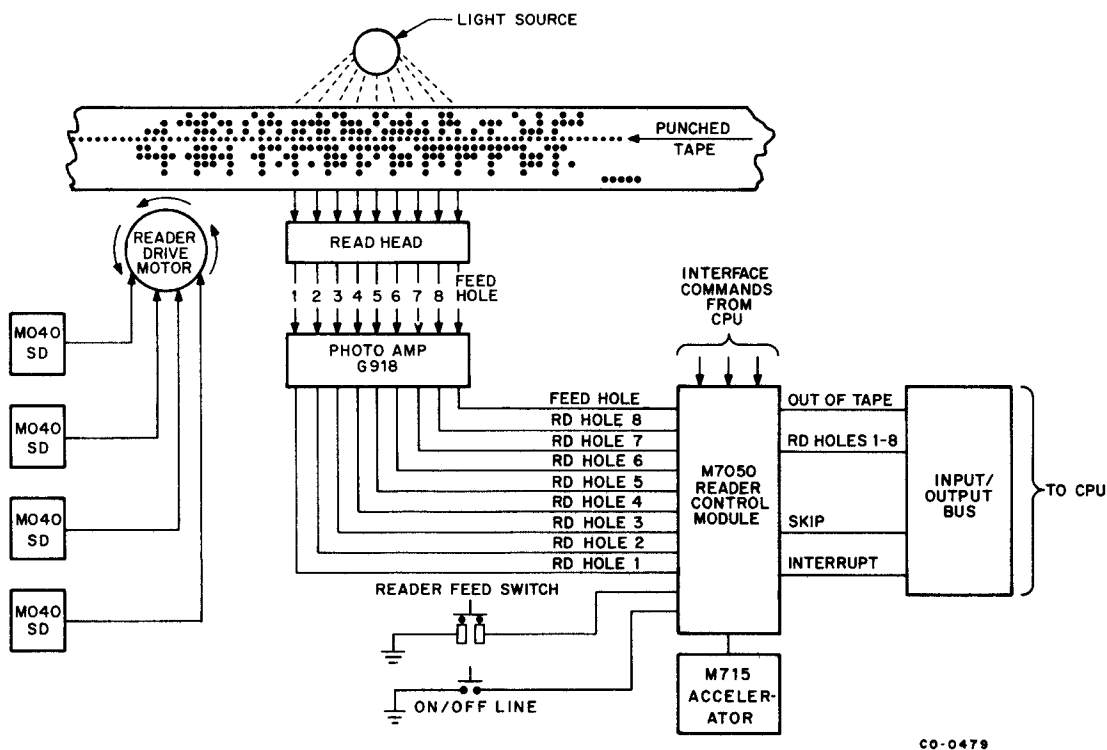 LIGHT SOURCE
PUNCHED
TAPE
READER
DRIVE
MOTOR
READ HEAD
1 2 3 4 5 6 7 8 FEED
HOLE
PHOTO AMP
G918
M040
SD
M040
SD
M040
SD
M040
SD
INTERFACE
COMMANDS
FROM
CPU
FEED HOLE
RD HOLE 8
RD HOLE 7
RD HOLE 6
RD HOLE 5
RD HOLE 4
RD HOLE 3
RD HOLE 2
RD HOLE 1
READER FEED SWITCH
ON/OFF LINE
M7050
READER
CONTROL
MODULE
M715
ACCELER-
ATOR
OUT OF TAPE
RD HOLES 1-8
SKIP
INTERRUPT
INPUT/
OUTPUT
BUS
TO CPU
CO-0479